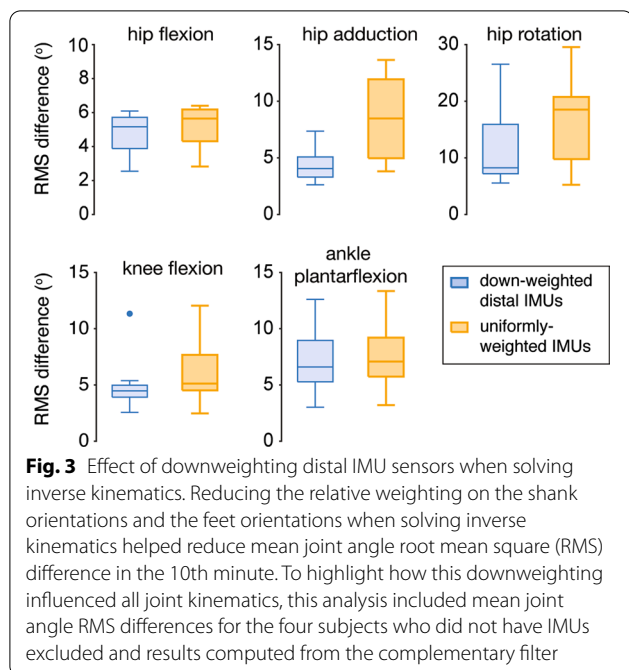 hip flexion
hip adduction
hip rotation
RMS difference (°)
10
8
6
4
2
0
15
10
5
0
30
20
10
0
knee flexion
ankle
plantarflexion
RMS difference (°)
15
10
5
0
15
10
5
0
down-weighted
distal IMUs
uniformly-
weighted IMUs
Fig. 3 Effect of downweighting distal IMU sensors when solving
inverse kinematics. Reducing the relative weighting on the shank
orientations and the feet orientations when solving inverse
kinematics helped reduce mean joint angle root mean square (RMS)
difference in the 10th minute. To highlight how this downweighting
influenced all joint kinematics, this analysis included mean joint
angle RMS differences for the four subjects who did not have IMUs
excluded and results computed from the complementary filter